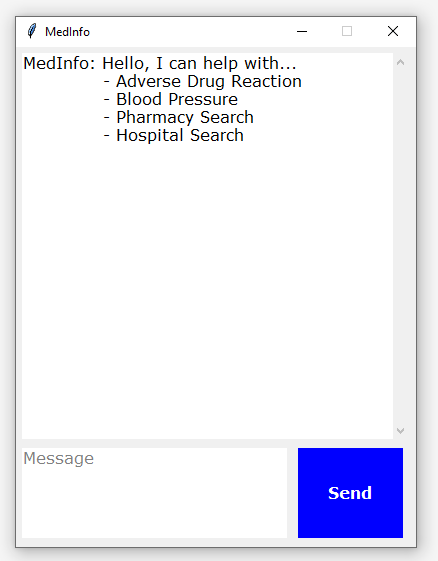 MedInfo
MedInfo: Hello, I can help with...
- Adverse Drug Reaction
- Blood Pressure
- Pharmacy Search
- Hospital Search
Message
Send